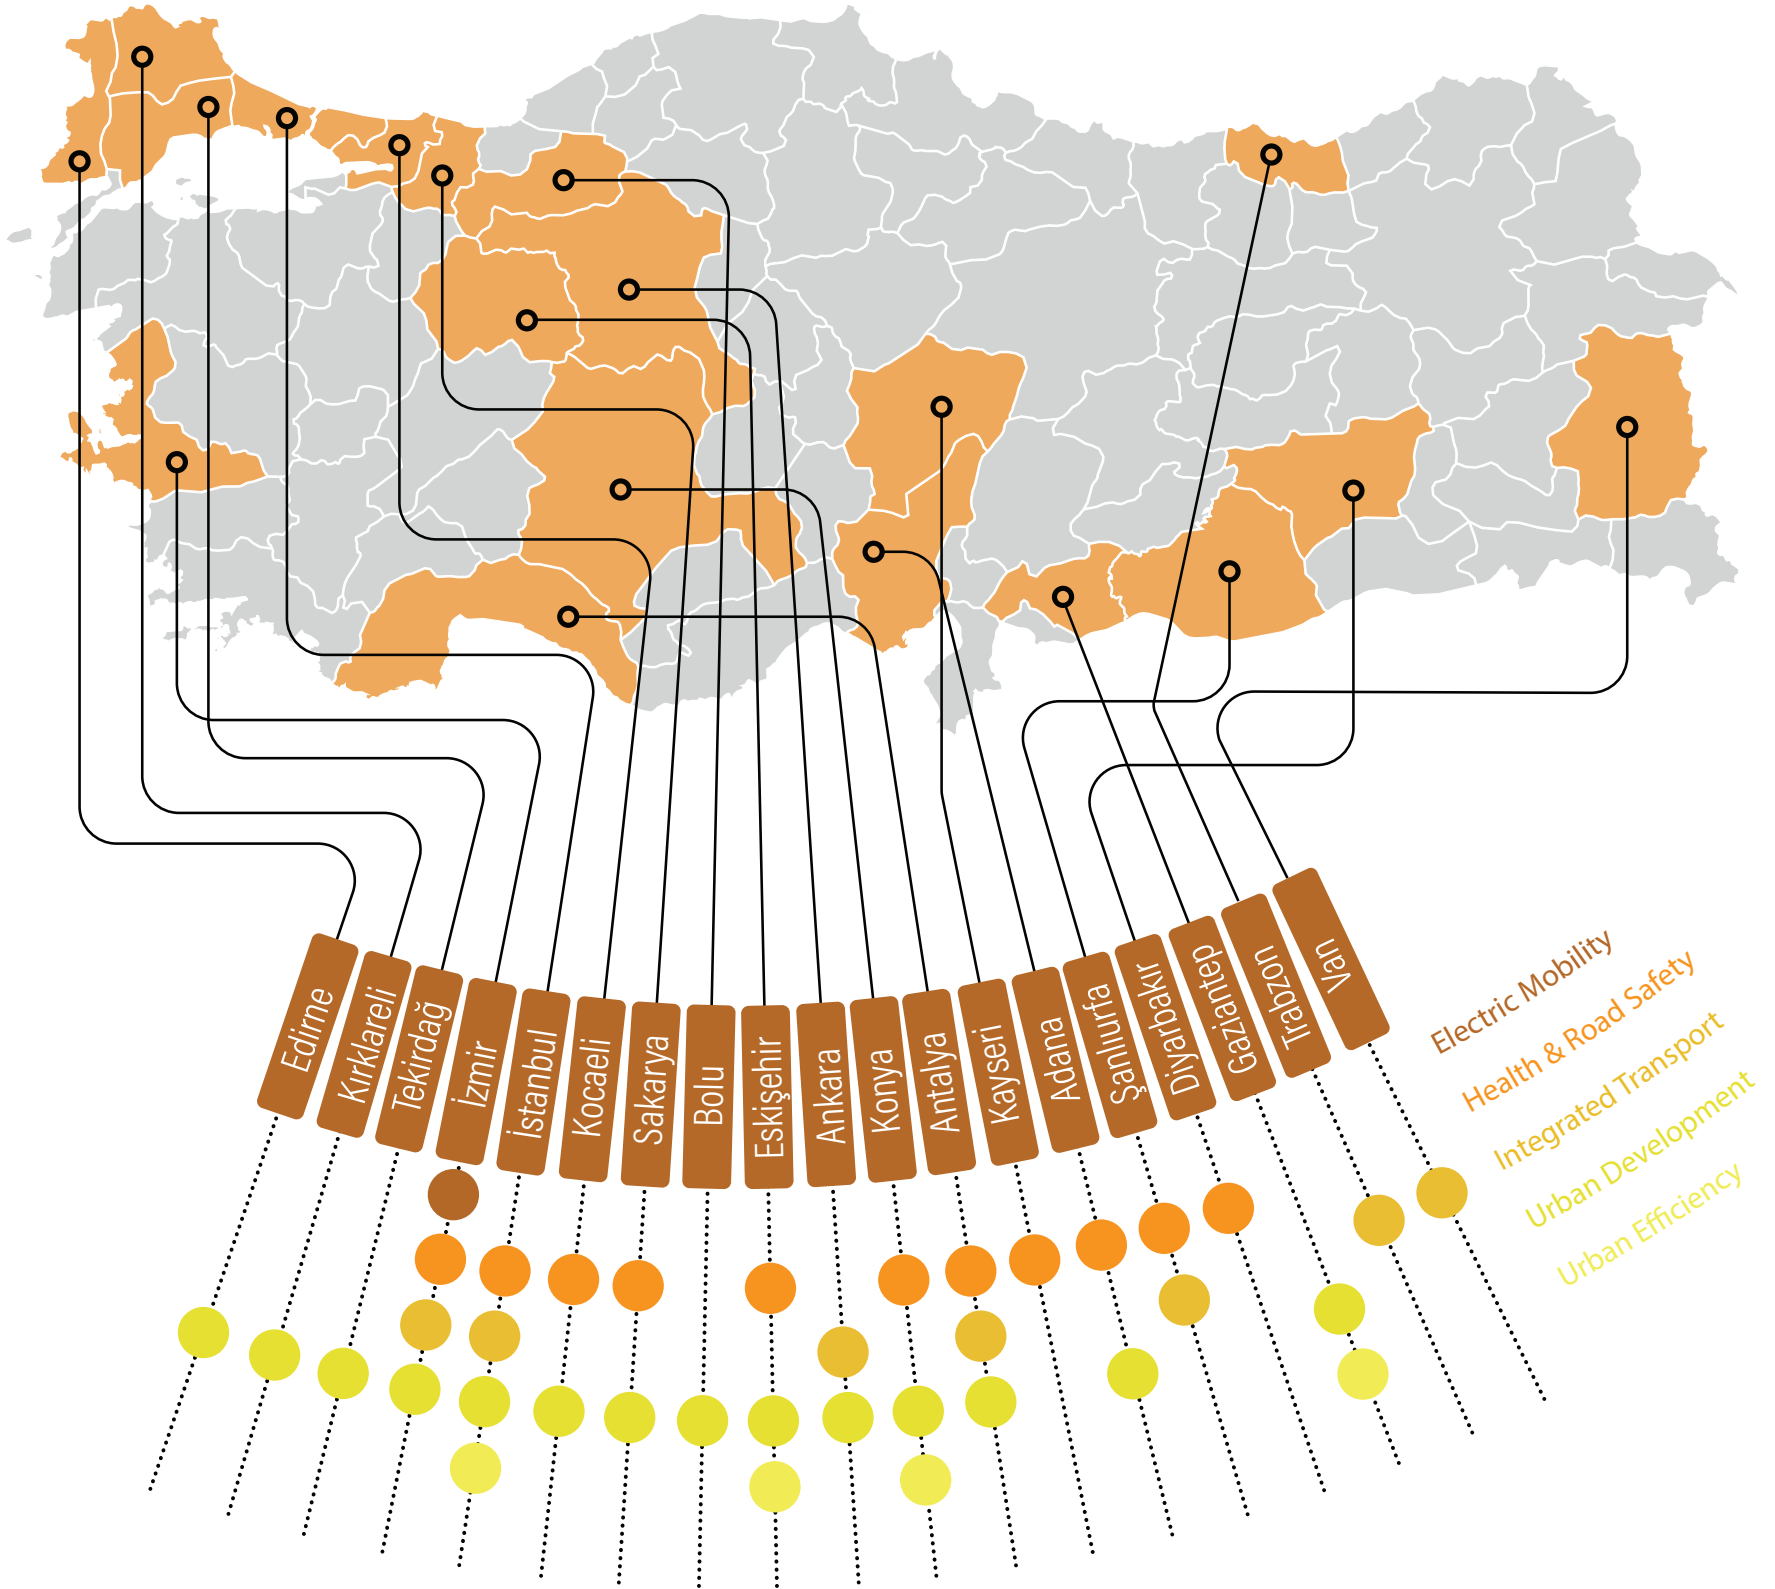 Edirne
Kırklareli
Tekirdağ
İzmir
İstanbul
Kocaeli
Sakarya
Bolu
Eskişehir
Ankara
Konya
Antalya
Kayseri
Adana
Şanlıurfa
Diyarbakır
Gaziantep
Trabzon
Van
Electric Mobility
Health & Road Safety
Integrated Transport
Urban Development
Urban Efficiency